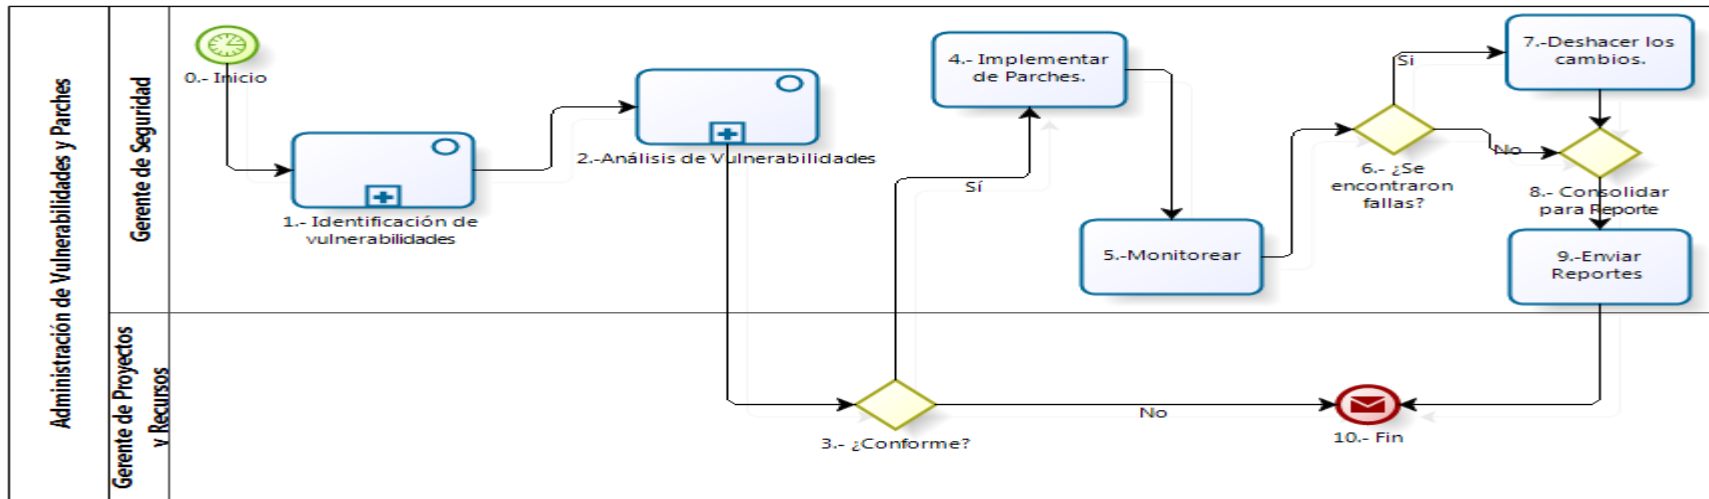 Administración de Vulnerabilidades y Parches
Gerente de Seguridad
Gerente de Proyectos
y Recursos
0.- Inicio
1.- Identificación de
vulnerabilidades
2.-Análisis de Vulnerabilidades
3.- ¿Conforme?
Sí
No
4.- Implementar
de Parches.
5.-Monitorear
6.- ¿Se
encontraron
fallas?
Si
No
7.-Deshacer los
cambios.
8.- Consolidar
para Reporte
9.-Enviar
Reportes
10.- Fin